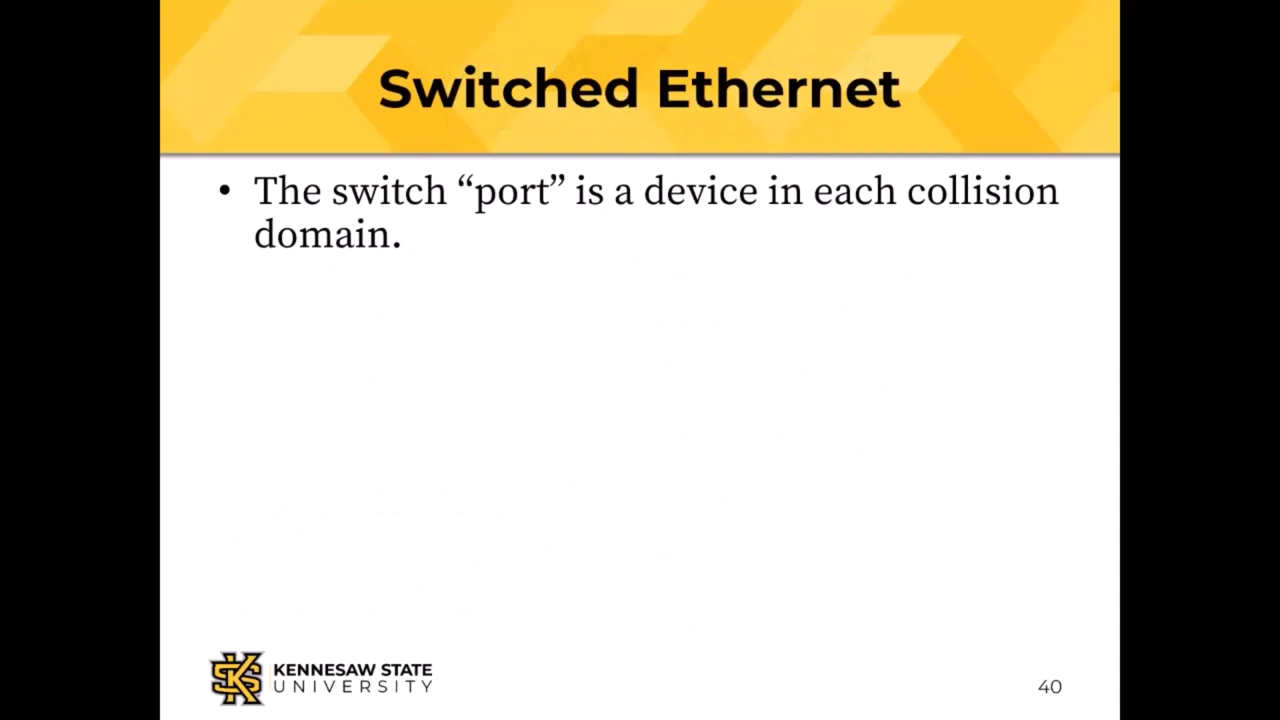 Switched Ethernet
• The switch “port” is a device in each collision
domain.
KENNESAW STATE
UNIVERSITY
40